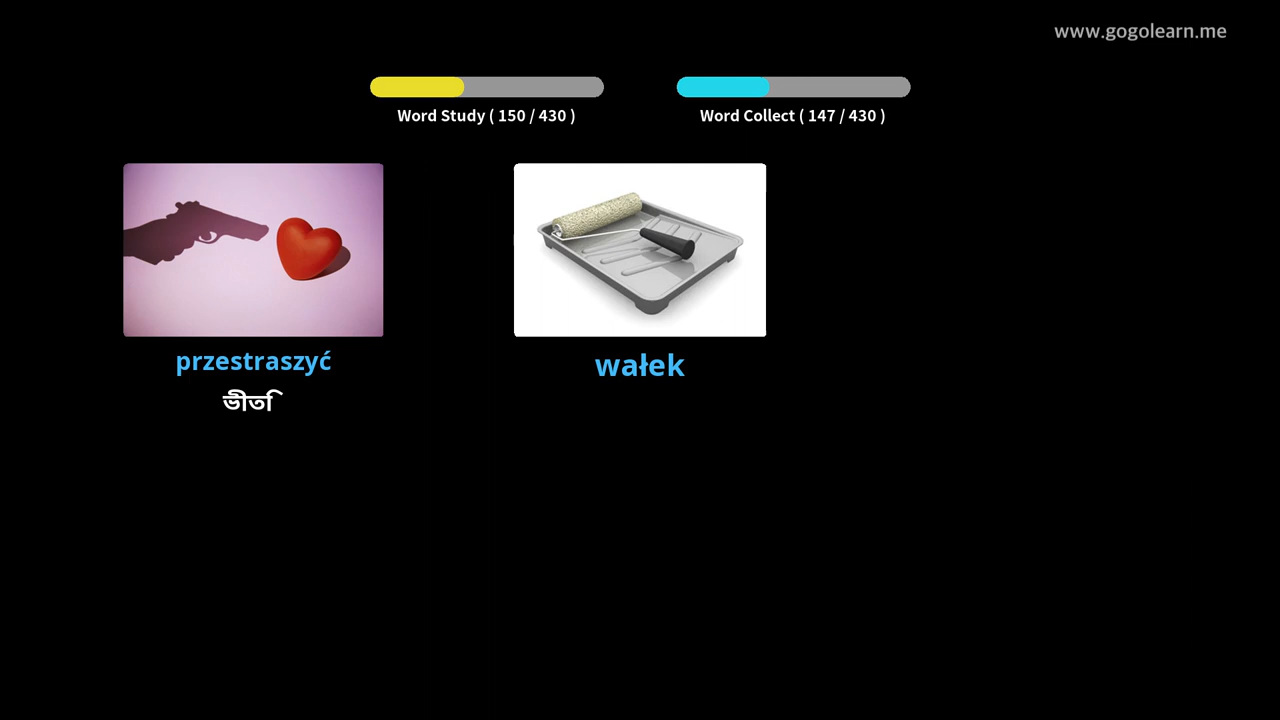 www.gogolearn.me
Word Study ( 150 / 430 )
Word Collect ( 147 / 430 )
przestraszyć
ভীতি
wałek